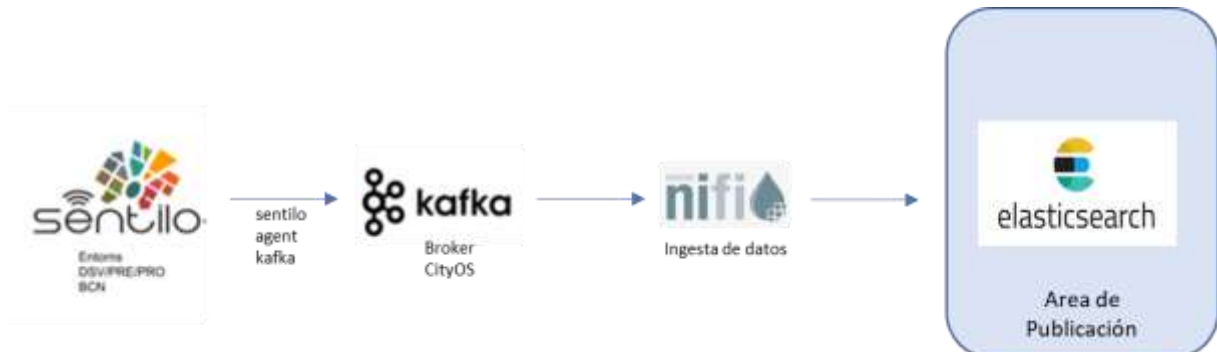 sentilo
Entorns
DSV/PRE/PRO
BCN
sentilo
agent
kafka
kafka
Broker
CityOS
nifi
Ingesta de datos
elasticsearch
Area de
Publicación